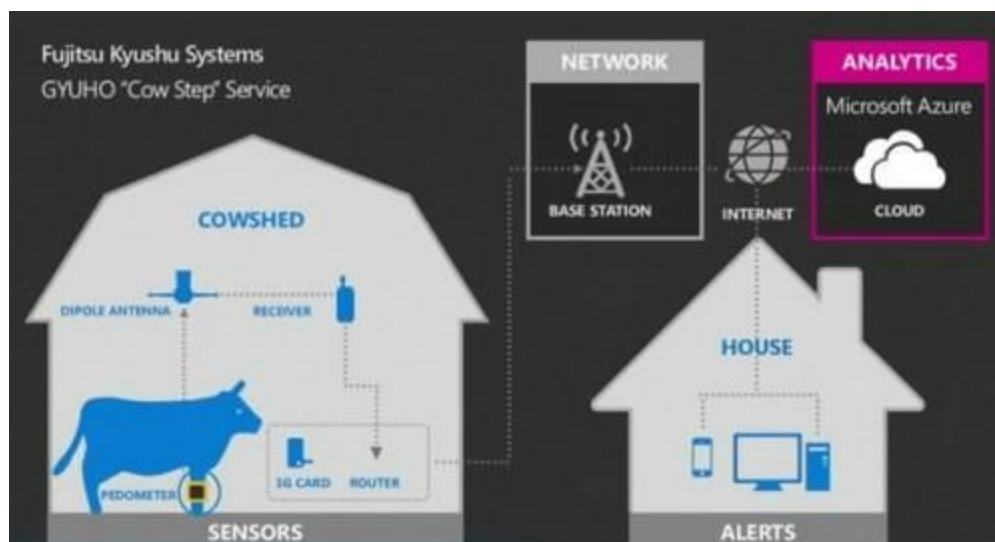 Fujitsu Kyushu Systems
GYUHO "Cow Step" Service
NETWORK
BASE STATION
INTERNET
ANALYTICS
Microsoft Azure
CLOUD
COWSHED
DIPOLE ANTENNA
RECEIVER
PEDOMETER
3G CARD
ROUTER
SENSORS
HOUSE
ALERTS